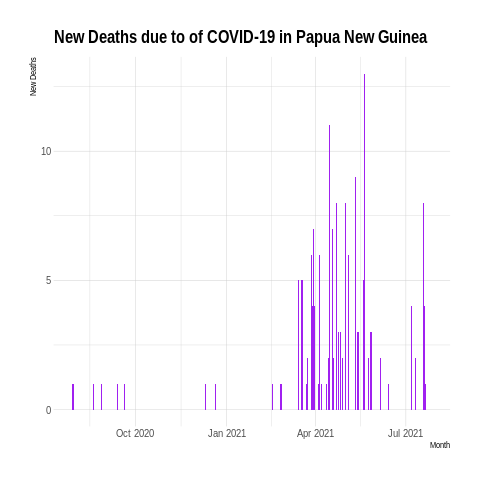 New Deaths due to of COVID-19 in Papua New Guinea
New Deaths
10
5
0
Oct 2020 Jan 2021 Apr 2021 Jul 2021
Month